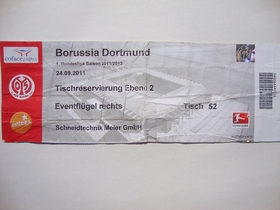 Borussia Dortmund
1. Bundesliga Saison 2011/2012
24.09.2011
Tischreservierung Ebene 2
Eventflügel rechts Tisch 52
Schneidtechnik Meier GmbH